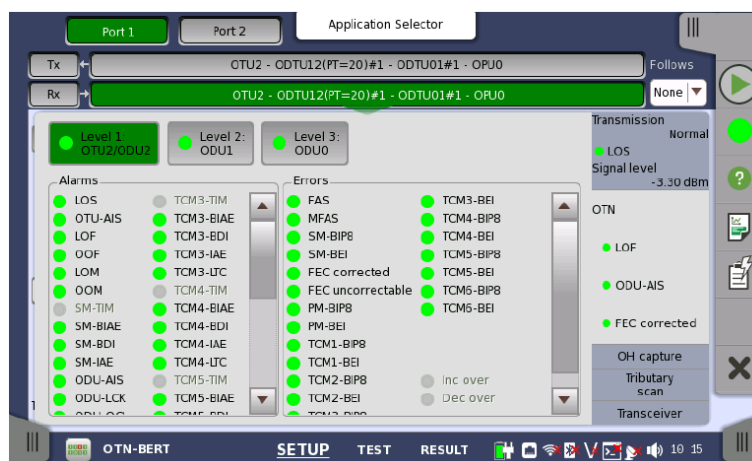 Port 1
Port 2
Application Selector
Tx
OTU2 - ODTU12(PT=20)#1 - ODTU01#1 - OPU0
Follows
Rx
OTU2 - ODTU12(PT=20)#1 - ODTU01#1 - OPU0
None
Level 1:
OTU2/ODU2
Level 2:
ODU1
Level 3:
ODU0
Transmission
Normal
LOS
Signal level
-3.30 dBm
Alarms
LOS
OTU-AIS
LOF
OOF
LOM
OOM
SM-TIM
SM-BIAE
SM-BDI
SM-IAE
ODU-AIS
ODU-LCK
TCM3-TIM
TCM3-BIAE
TCM3-BDI
TCM3-IAE
TCM3-LTC
TCM4-TIM
TCM4-BIAE
TCM4-BDI
TCM4-IAE
TCM4-LTC
TCM5-TIM
TCM5-BIAE
Errors
FAS
MFAS
SM-BIP8
SM-BEI
FEC corrected
FEC uncorrectable
PM-BIP8
PM-BEI
TCM1-BIP8
TCM1-BEI
TCM2-BIP8
TCM2-BEI
TCM3-BEI
TCM4-BIP8
TCM4-BEI
TCM5-BIP8
TCM5-BEI
TCM6-BIP8
TCM6-BEI
Inc over
Dec over
OTN
LOF
ODU-AIS
FEC corrected
OH capture
Tributary
scan
Transceiver
OTN-BERT
SETUP
TEST
RESULT
10 15